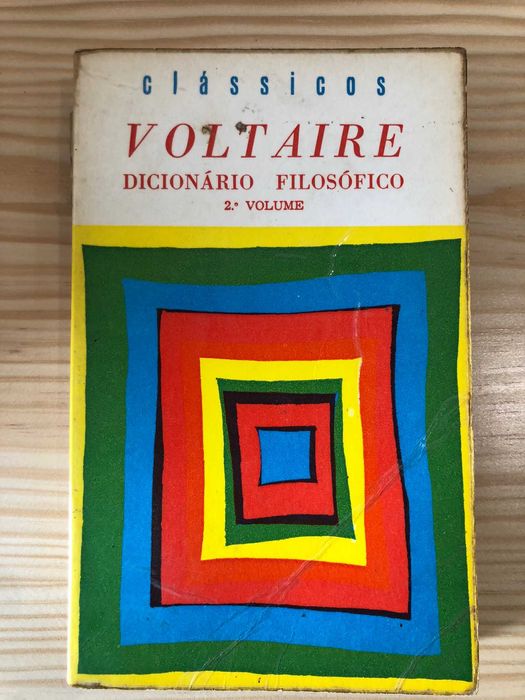 clássicos
VOLTAIRE
DICIONÁRIO FILOSÓFICO
2.º VOLUME